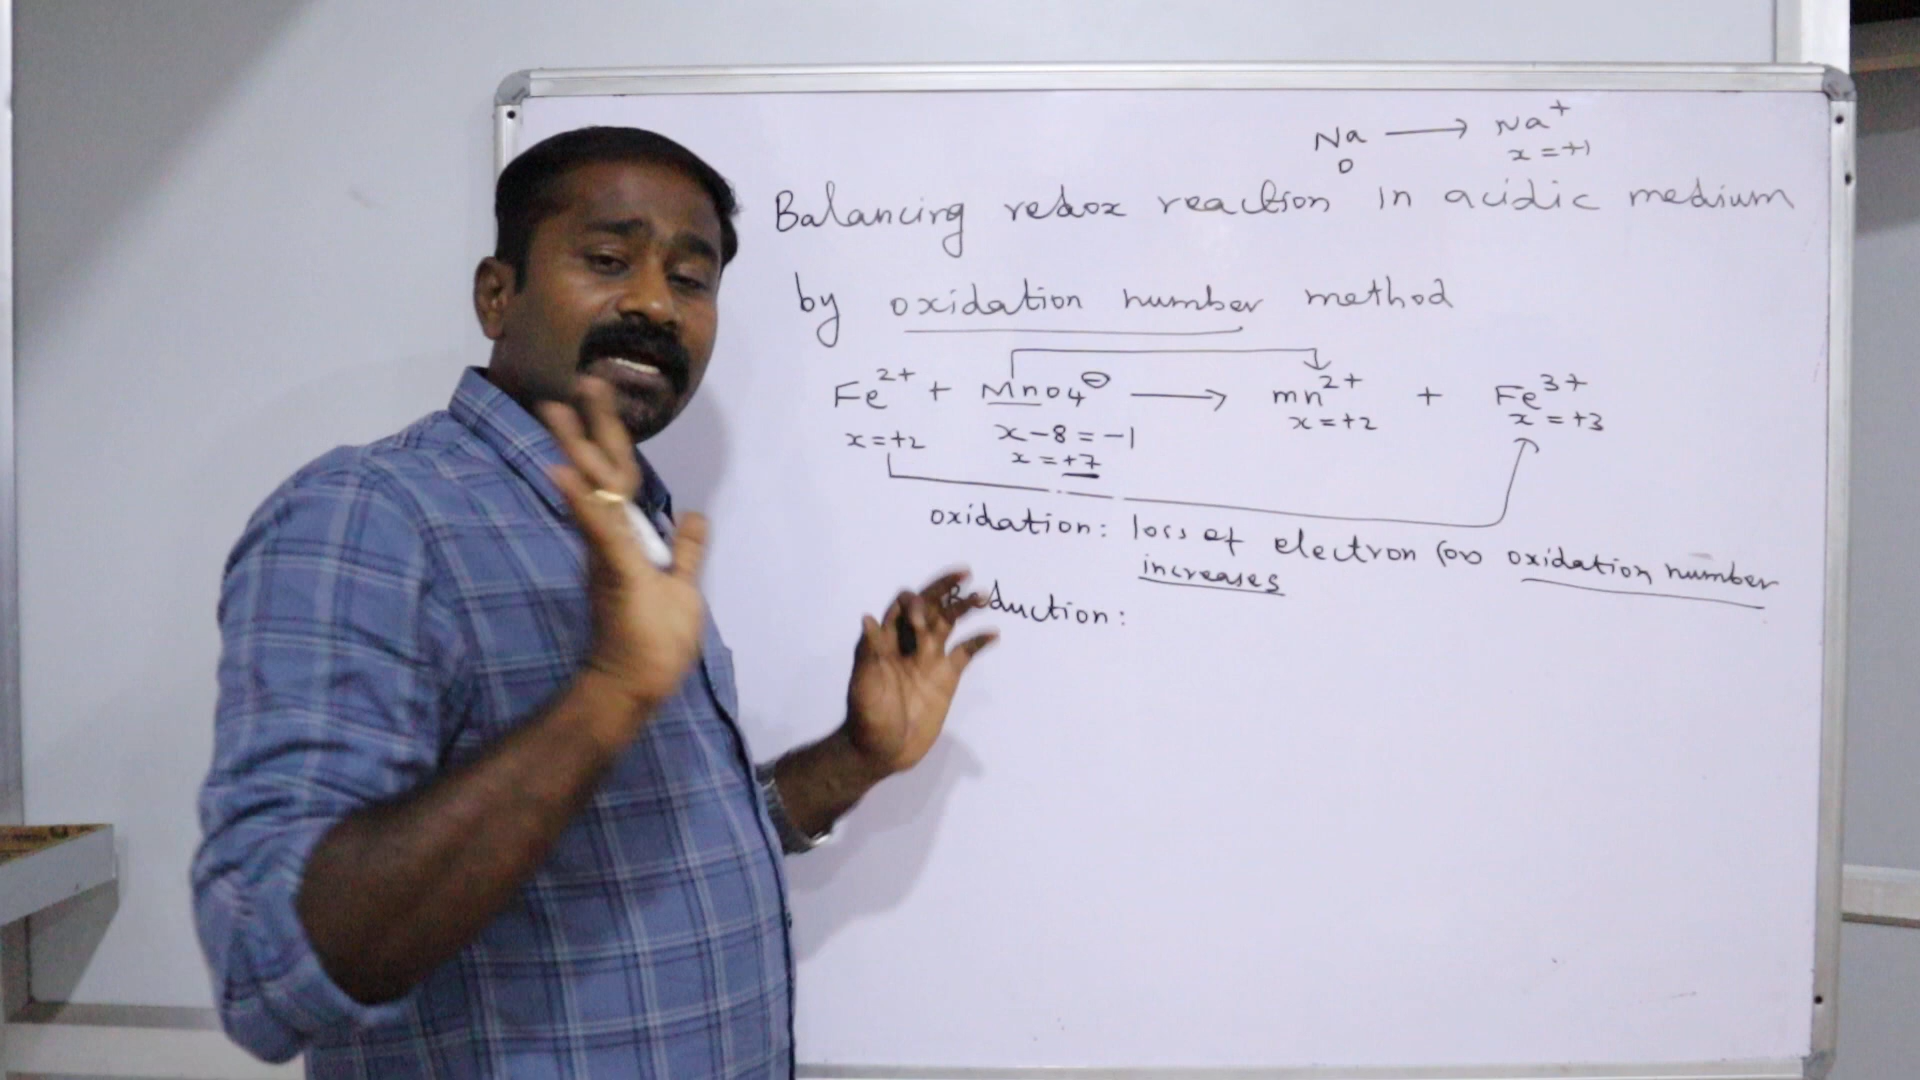 Na ⟶ Na⁺
0 x = +1
Balancing redox reaction in acidic medium
by oxidation number method
Fe²⁺ + MnO4⊖ ⟶ mn²⁺ + Fe³⁺
x=+2 x-8 = -1 x=+2 x = +3
x = +7
oxidation: loss of electron (or) oxidation number
increases
Reduction: